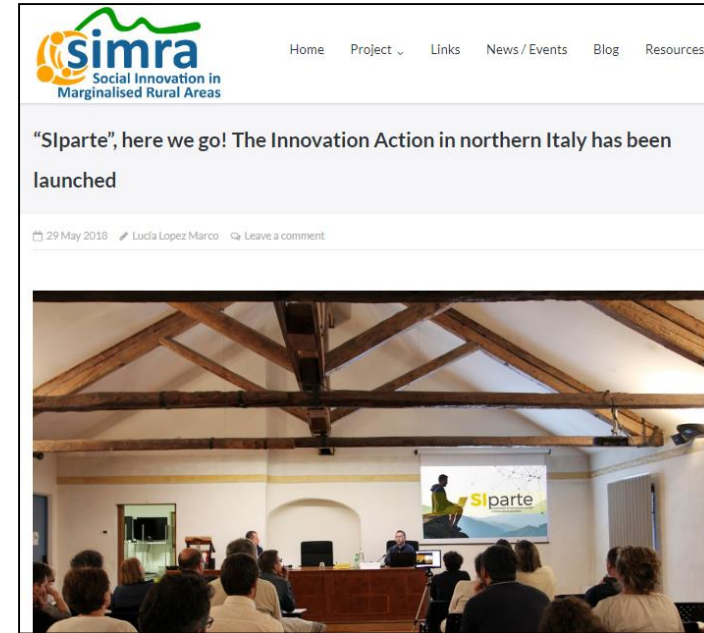 simra
Social Innovation in
Marginalised Rural Areas
Home Project Links News / Events Blog Resources
“SIparte”, here we go! The Innovation Action in northern Italy has been
launched
29 May 2018 Lucía Lopez Marco Leave a comment
SIparte